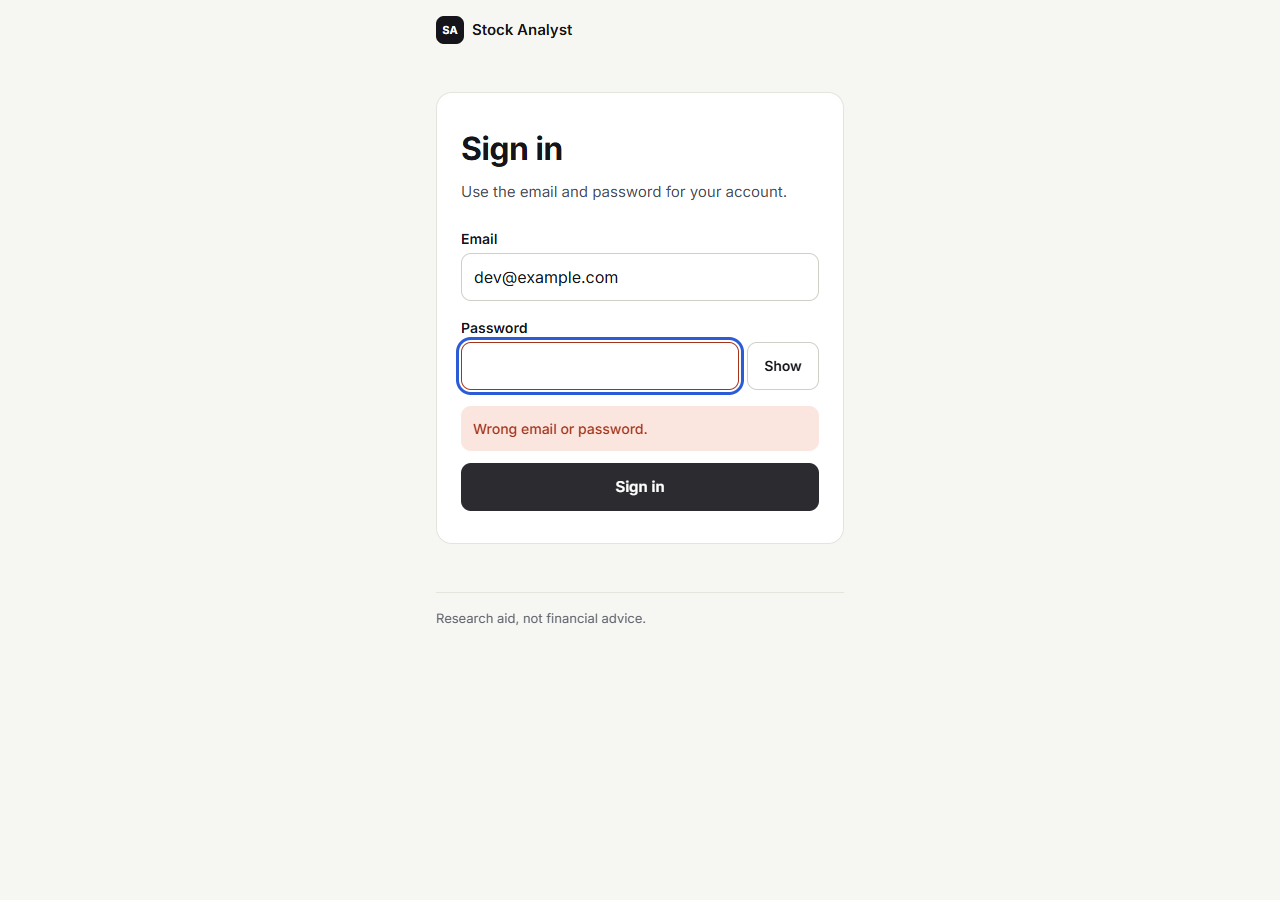 SA Stock Analyst
Sign in
Use the email and password for your account.
Email
dev@example.com
Password
Show
Wrong email or password.
Sign in
Research aid, not financial advice.